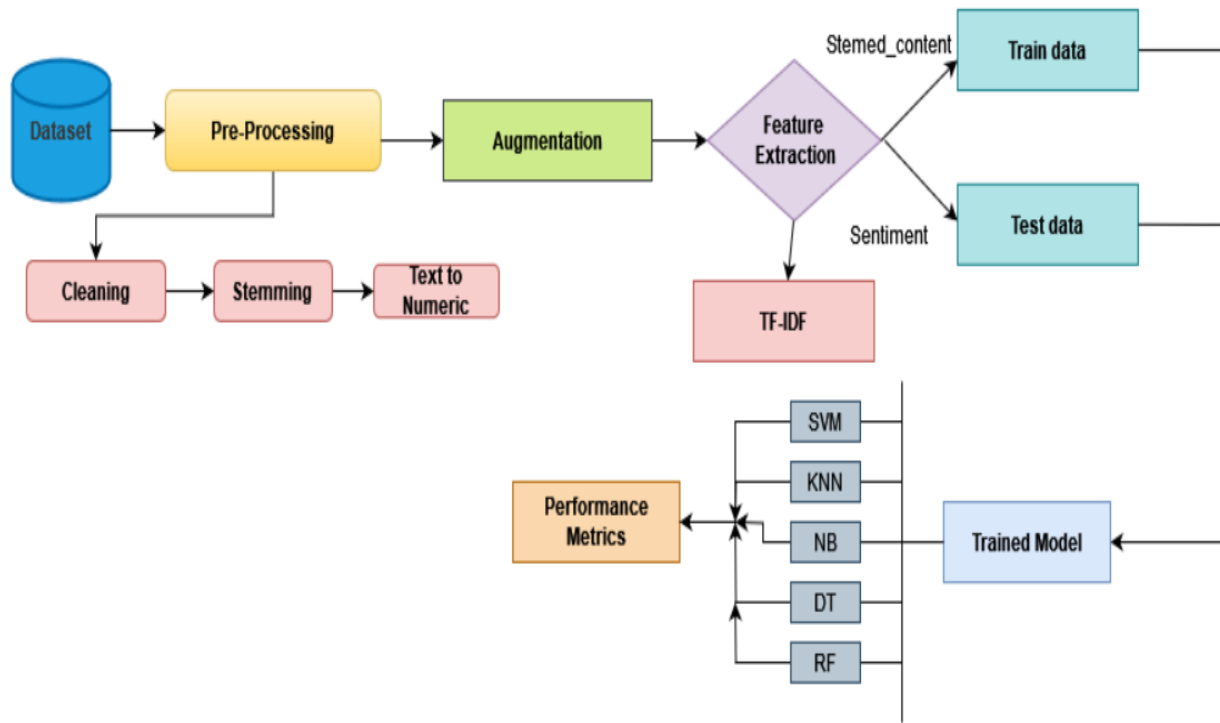 Dataset
Pre-Processing
Augmentation
Feature
Extraction
Stemed_content
Train data
Sentiment
Test data
Cleaning
Stemming
Text to
Numeric
TF-IDF
SVM
KNN
NB
DT
RF
Performance
Metrics
Trained Model